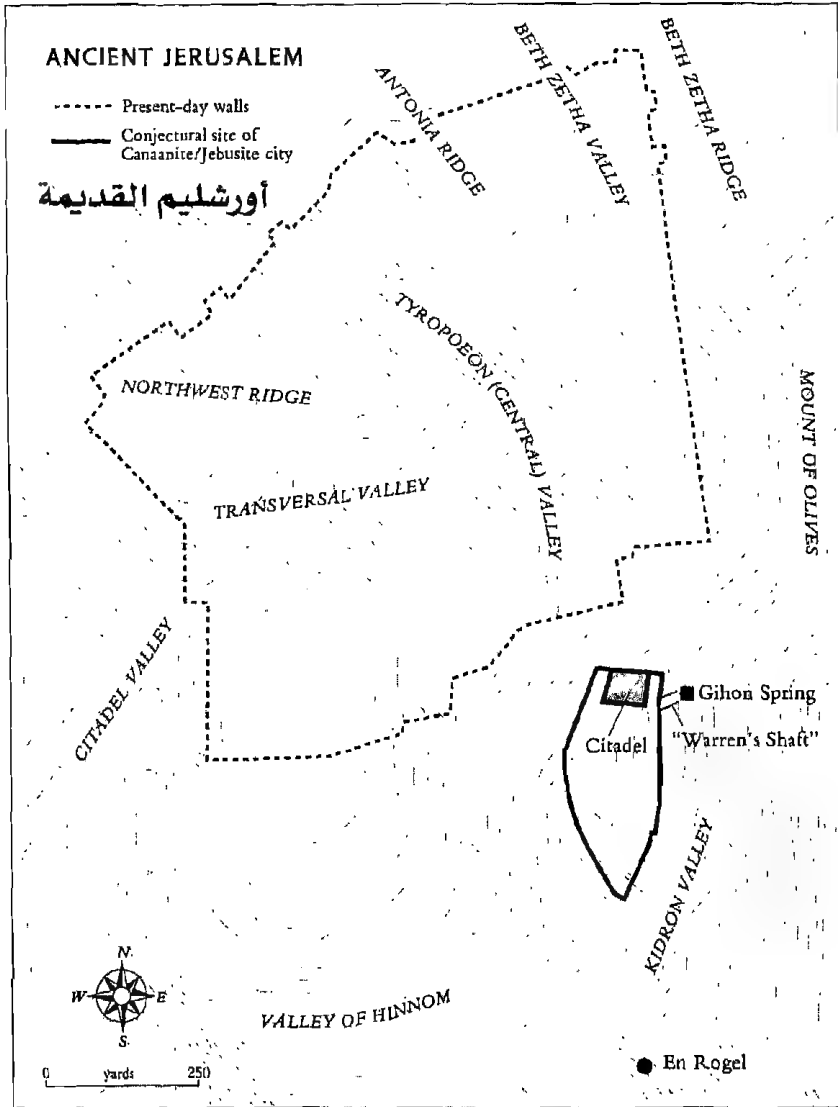 ANCIENT JERUSALEM
Present-day walls
Conjectural site of
Canaanite/Jebusite city
أورشليم القديمة
ANTONIA RIDGE
BETH ZETHA VALLEY
BETH ZETHA RIDGE
TYROPOEON (CENTRAL) VALLEY
NORTHWEST RIDGE
MOUNT OF OLIVES
TRANSVERSAL VALLEY
CITADEL VALLEY
Gihon Spring
Citadel
"Warren's Shaft"
KIDRON VALLEY
N
W
E
S
VALLEY OF HINNOM
En Rogel
0 yards 250